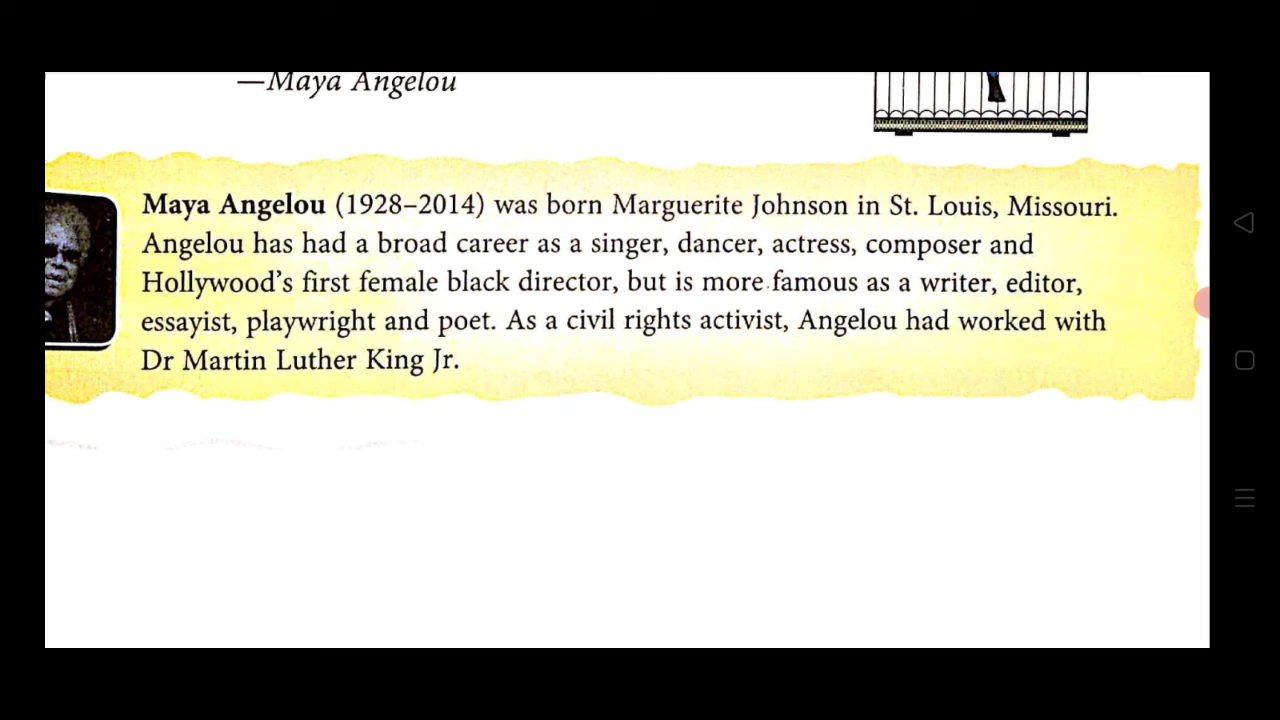 —Maya Angelou
Maya Angelou (1928–2014) was born Marguerite Johnson in St. Louis, Missouri.
Angelou has had a broad career as a singer, dancer, actress, composer and
Hollywood’s first female black director, but is more famous as a writer, editor,
essayist, playwright and poet. As a civil rights activist, Angelou had worked with
Dr Martin Luther King Jr.